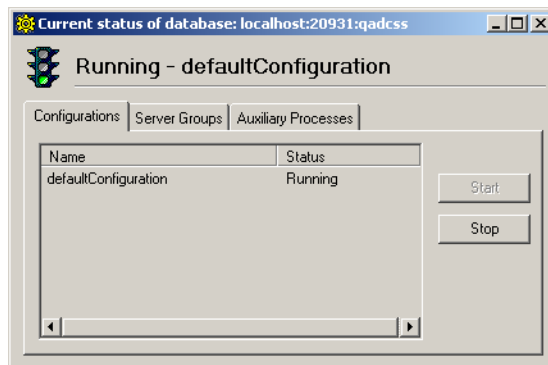 Current status of database: localhost:20931:qadcss
Running - defaultConfiguration
Configurations Server Groups Auxiliary Processes
Name Status
defaultConfiguration Running
Start
Stop